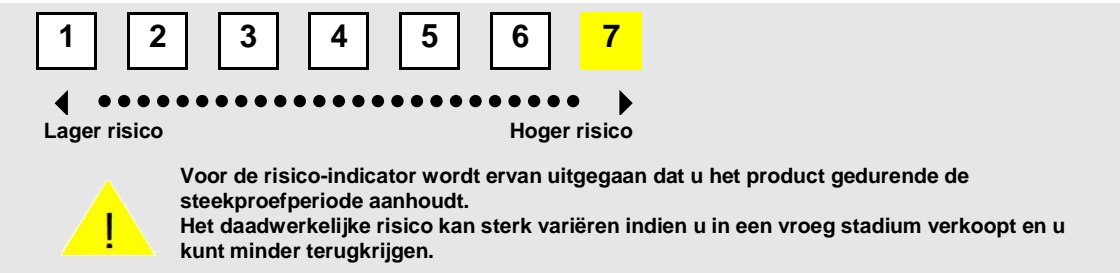 1 2 3 4 5 6 7
Lager risico Hoger risico
!
Voor de risico-indicator wordt ervan uitgegaan dat u het product gedurende de
steekproefperiode aanhoudt.
Het daadwerkelijke risico kan sterk variëren indien u in een vroeg stadium verkoopt en u
kunt minder terugkrijgen.